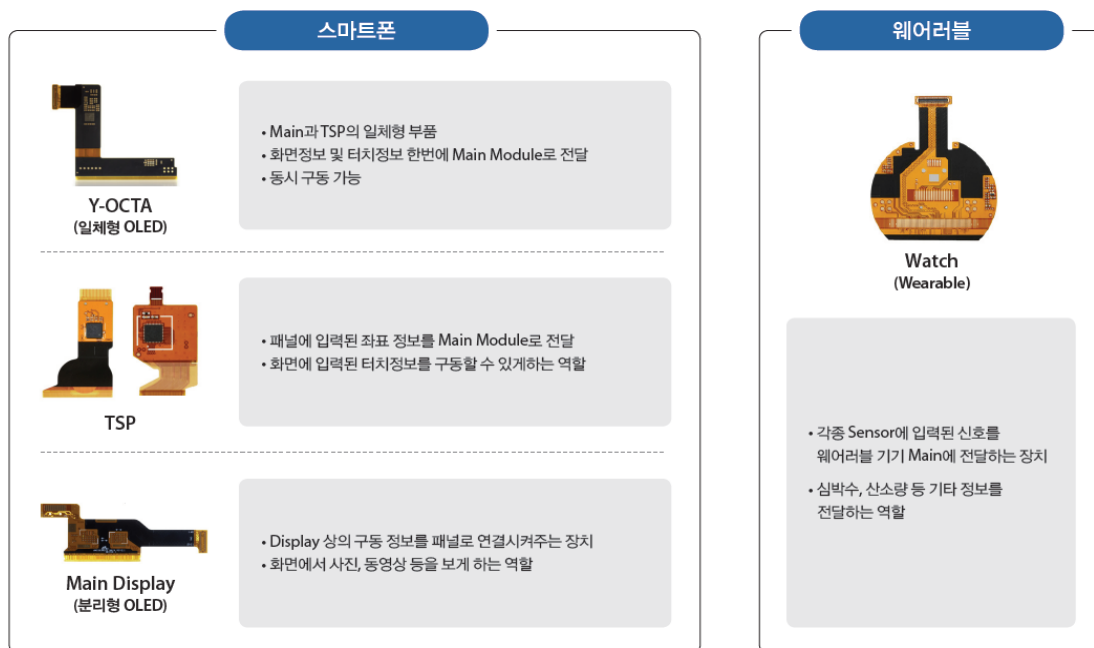 스마트폰
Y-OCTA
(일체형 OLED)
• Main과 TSP의 일체형 부품
• 화면정보 및 터치정보 한번에 Main Module로 전달
• 동시 구동 가능
TSP
• 패널에 입력된 좌표 정보를 Main Module로 전달
• 화면에 입력된 터치정보를 구동할 수 있게하는 역할
Main Display
(분리형 OLED)
• Display 상의 구동 정보를 패널로 연결시켜주는 장치
• 화면에서 사진, 동영상 등을 보게 하는 역할
웨어러블
Watch
(Wearable)
• 각종 Sensor에 입력된 신호를
웨어러블 기기 Main에 전달하는 장치
• 심박수, 산소량 등 기타 정보를
전달하는 역할